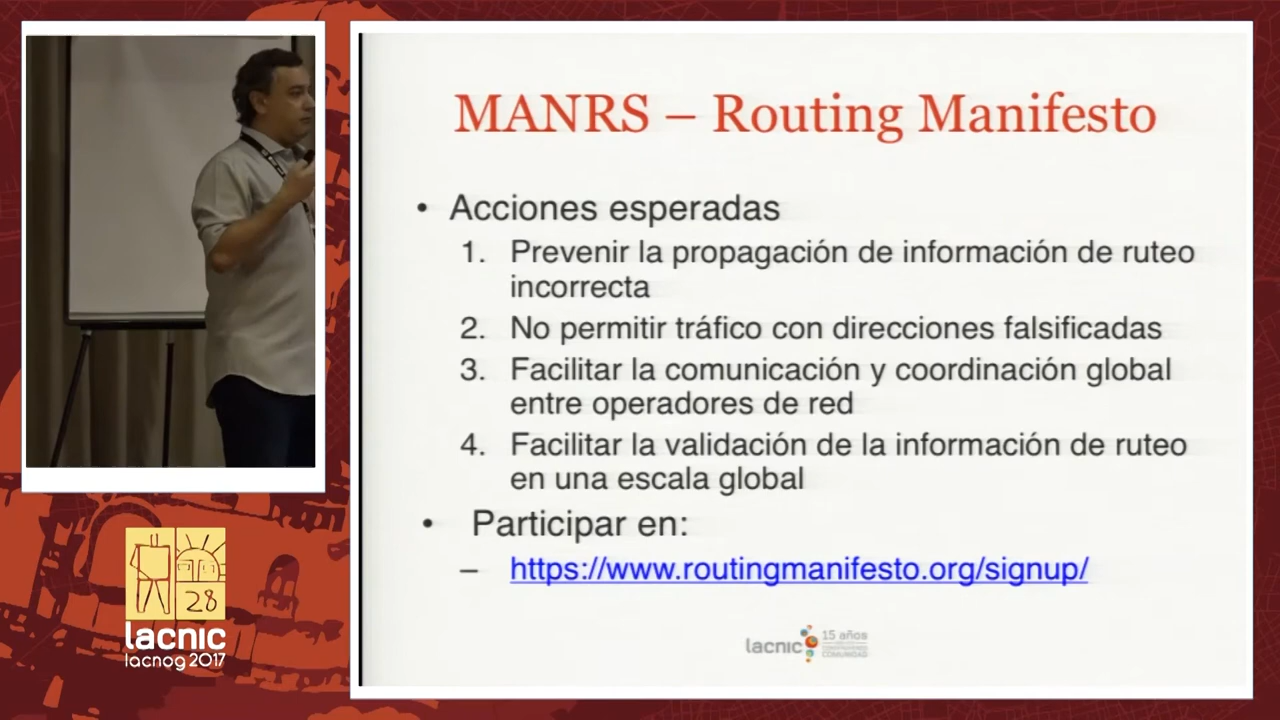 MANRS – Routing Manifesto
• Acciones esperadas
1. Prevenir la propagación de información de ruteo
incorrecta
2. No permitir tráfico con direcciones falsificadas
3. Facilitar la comunicación y coordinación global
entre operadores de red
4. Facilitar la validación de la información de ruteo
en una escala global
• Participar en:
– https://www.routingmanifesto.org/signup/
lacnic 15 años
CONSTRUYENDO
COMUNIDAD
28
lacnic
lacnog 2017